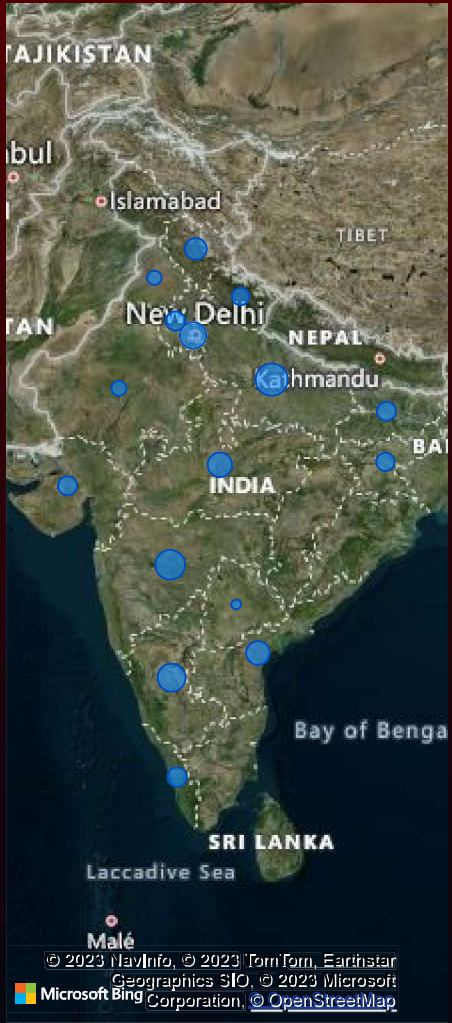 TAJIKISTAN
bul
Islamabad
TIBET
New Delhi
TAN
NEPAL
Kathmandu
BA
INDIA
Bay of Benga
SRI LANKA
Laccadive Sea
Malé
© 2023 NavInfo, © 2023 TomTom, Earthstar
Geographics SIO, © 2023 Microsoft
Microsoft Bing Corporation, © OpenStreetMap